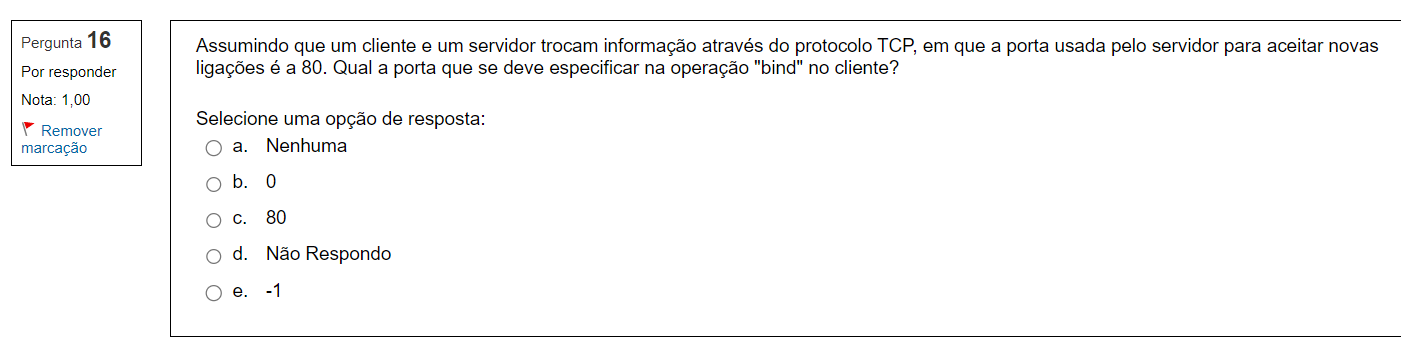 Pergunta 16
Por responder
Nota: 1,00
Remover
marcação
Assumindo que um cliente e um servidor trocam informação através do protocolo TCP, em que a porta usada pelo servidor para aceitar novas
ligações é a 80. Qual a porta que se deve especificar na operação "bind" no cliente?
Selecione uma opção de resposta:
a. Nenhuma
b. 0
c. 80
d. Não Respondo
e. -1